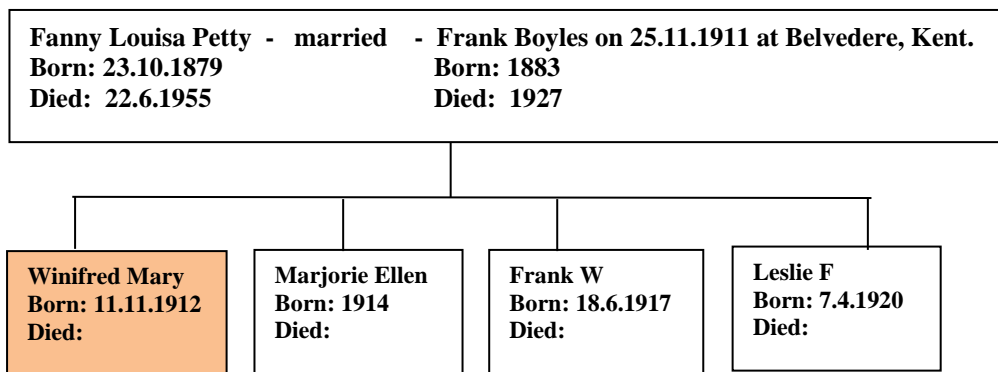 Fanny Louisa Petty - married - Frank Boyles on 25.11.1911 at Belvedere, Kent.
Born: 23.10.1879 Born: 1883
Died: 22.6.1955 Died: 1927
Winifred Mary
Born: 11.11.1912
Died:
Marjorie Ellen
Born: 1914
Died:
Frank W
Born: 18.6.1917
Died:
Leslie F
Born: 7.4.1920
Died: